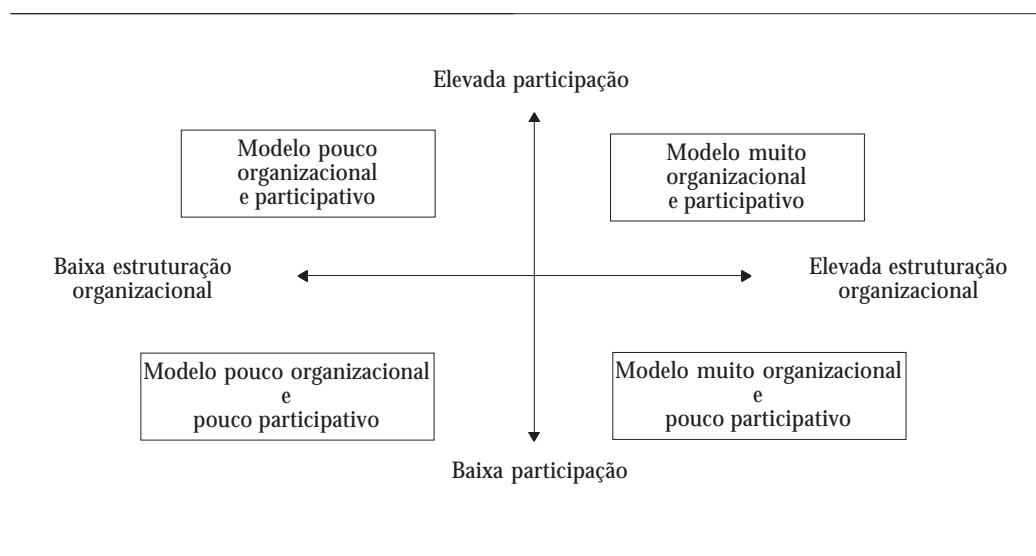 Elevada participação
Modelo pouco
organizacional
e participativo
Modelo muito
organizacional
e participativo
Baixa estruturação
organizacional
Elevada estruturação
organizacional
Modelo pouco organizacional
e
pouco participativo
Modelo muito organizacional
e
pouco participativo
Baixa participação